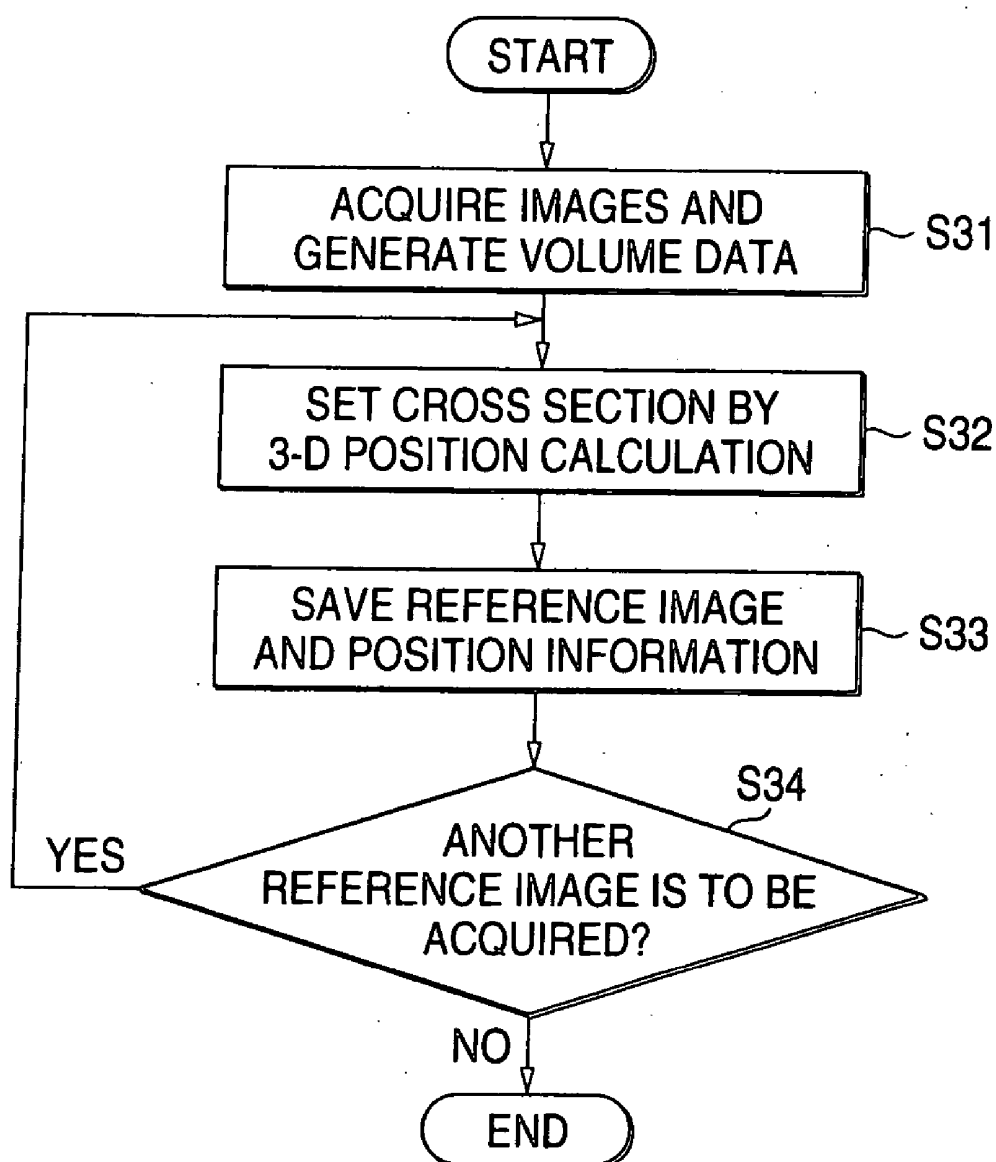 START
ACQUIRE IMAGES AND
GENERATE VOLUME DATA
S31
SET CROSS SECTION BY
3-D POSITION CALCULATION
S32
SAVE REFERENCE IMAGE
AND POSITION INFORMATION
S33
S34
ANOTHER
REFERENCE IMAGE IS TO BE
ACQUIRED?
YES
NO
END